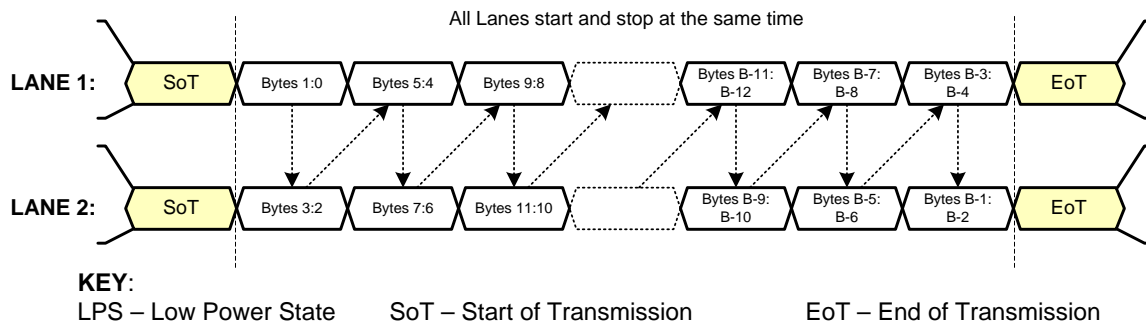 All Lanes start and stop at the same time
LANE 1:
SoT
Bytes 1:0
Bytes 5:4
Bytes 9:8
Bytes B-11:
B-12
Bytes B-7:
B-8
Bytes B-3:
B-4
EoT
LANE 2:
SoT
Bytes 3:2
Bytes 7:6
Bytes 11:10
Bytes B-9:
B-10
Bytes B-5:
B-6
Bytes B-1:
B-2
EoT
KEY:
LPS – Low Power State
SoT – Start of Transmission
EoT – End of Transmission